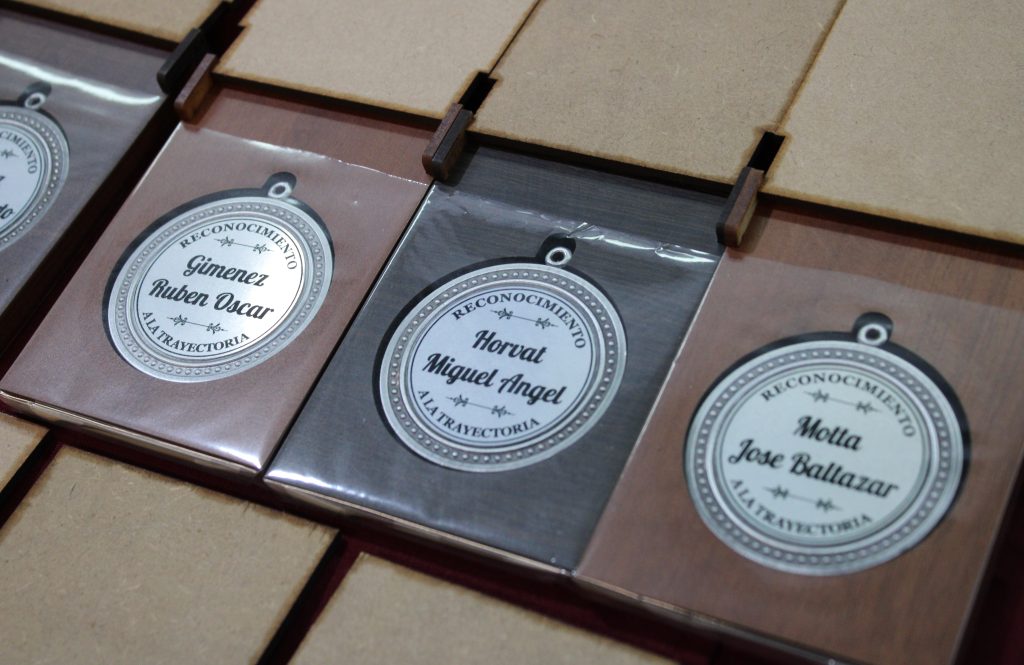 RECONOCIMIENTO
Gimenez
Ruben Oscar
A LA TRAYECTORIA
RECONOCIMIENTO
Horvat
Miguel Angel
A LA TRAYECTORIA
RECONOCIMIENTO
Motta
Jose Baltazar
A LA TRAYECTORIA